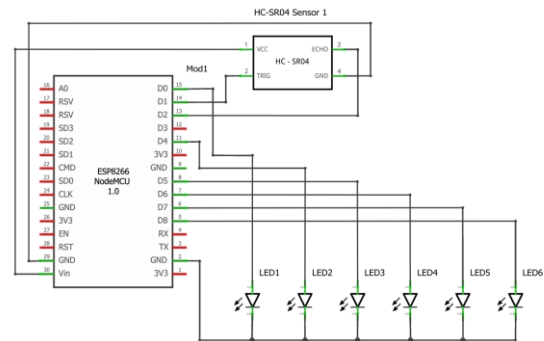 HC-SR04 Sensor 1
1 VCC ECHO 3
HC - SR04
2 TRIG GND 4
Mod1
16 A0 D0 15
17 RSV D1 14
18 RSV D2 13
19 SD3 D3 12
20 SD2 D4 11
21 SD1 3V3 10
22 CMD GND 9
23 SD0 D5 8
24 CLK D6 7
25 GND D7 6
26 3V3 D8 5
27 EN RX 4
28 RST TX 3
29 GND GND 2
30 Vin 3V3 1
ESP8266
NodeMCU
1.0
LED1 LED2 LED3 LED4 LED5 LED6